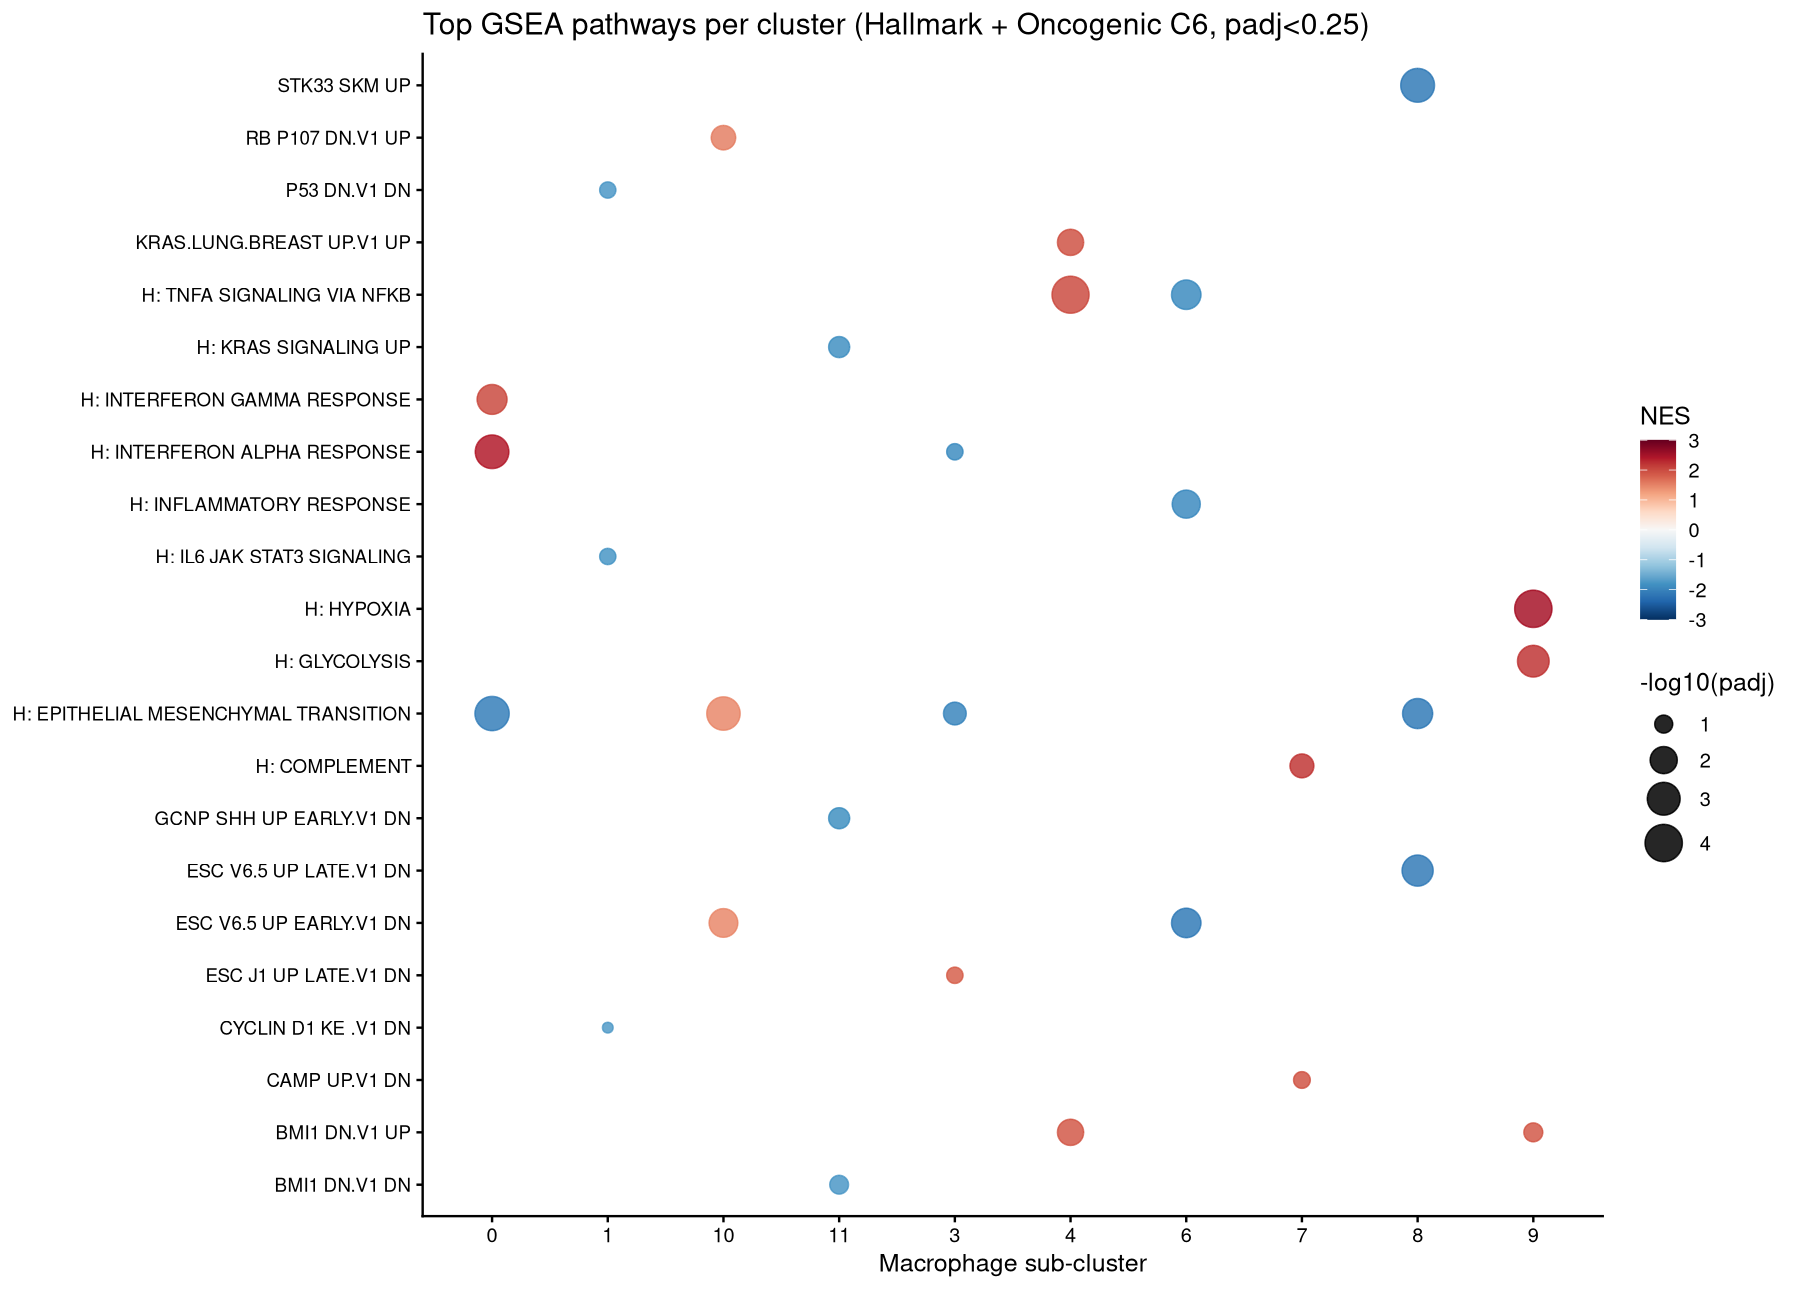 Top GSEA pathways per cluster (Hallmark + Oncogenic C6, padj<0.25)
STK33 SKM UP
RB P107 DN.V1 UP
P53 DN.V1 DN
KRAS.LUNG.BREAST UP.V1 UP
H: TNFA SIGNALING VIA NFKB
H: KRAS SIGNALING UP
H: INTERFERON GAMMA RESPONSE
H: INTERFERON ALPHA RESPONSE
H: INFLAMMATORY RESPONSE
H: IL6 JAK STAT3 SIGNALING
H: HYPOXIA
H: GLYCOLYSIS
H: EPITHELIAL MESENCHYMAL TRANSITION
H: COMPLEMENT
GCNP SHH UP EARLY.V1 DN
ESC V6.5 UP LATE.V1 DN
ESC V6.5 UP EARLY.V1 DN
ESC J1 UP LATE.V1 DN
CYCLIN D1 KE .V1 DN
CAMP UP.V1 DN
BMI1 DN.V1 UP
BMI1 DN.V1 DN
0 1 10 11 3 4 6 7 8 9
Macrophage sub-cluster
NES
3
2
1
0
-1
-2
-3
-log10(padj)
1
2
3
4